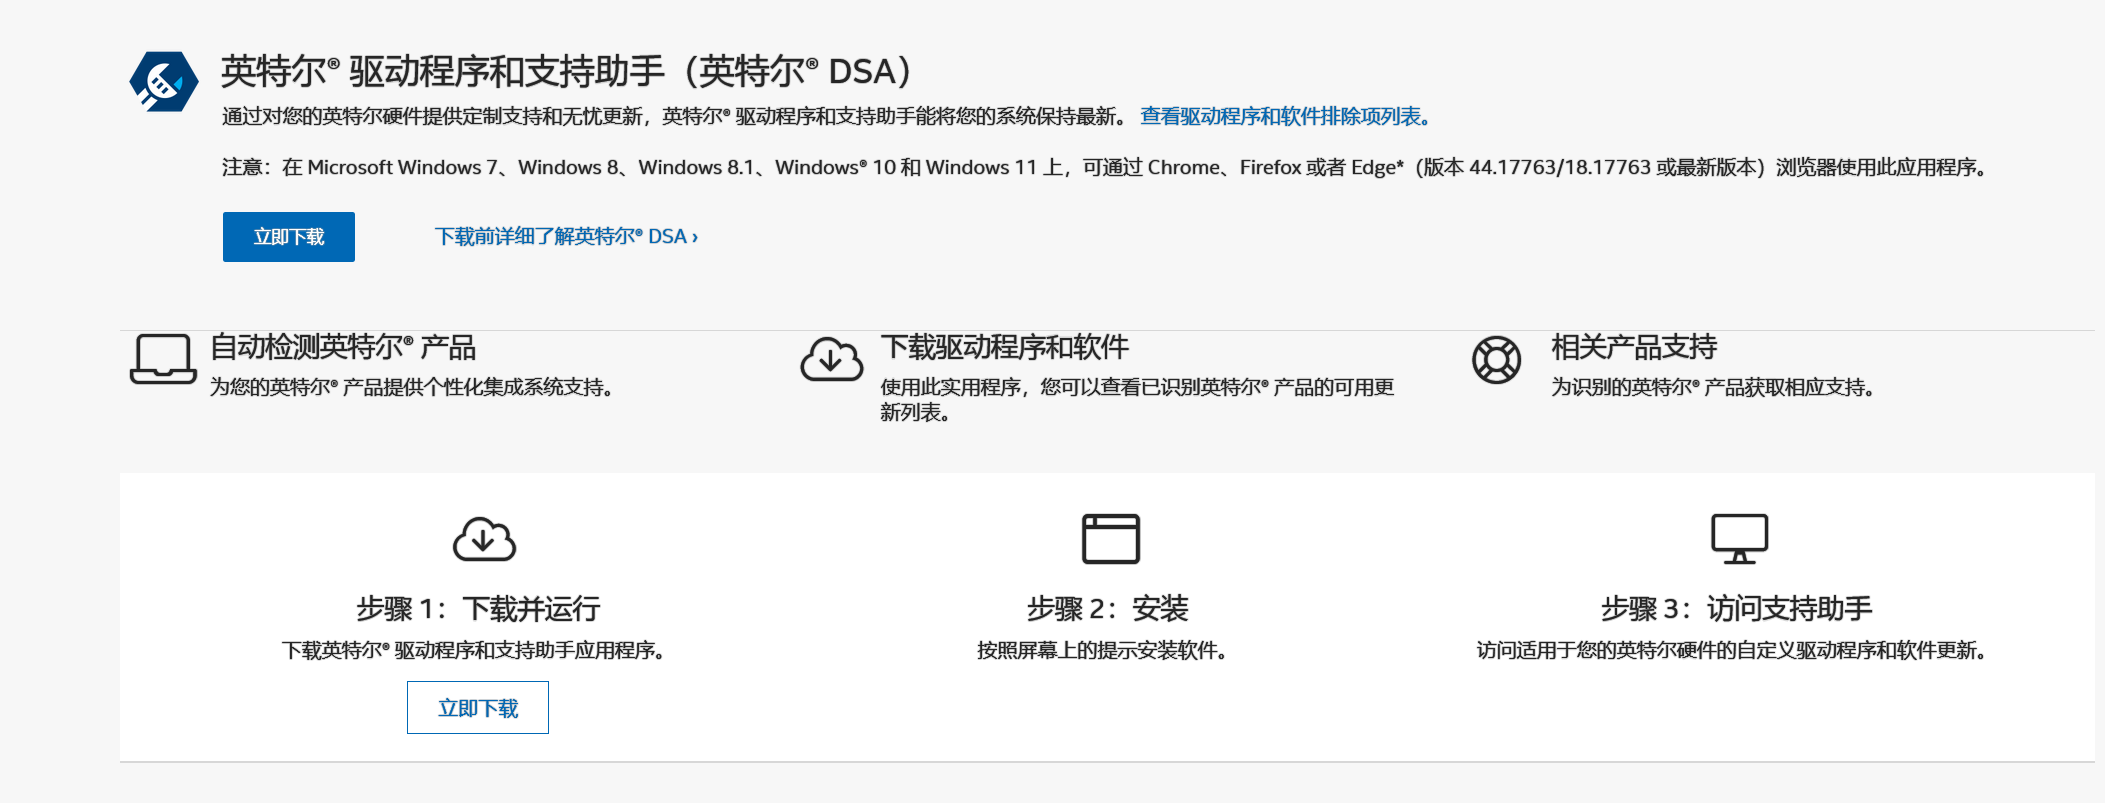 英特尔® 驱动程序和支持助手（英特尔® DSA）
通过对您的英特尔硬件提供定制支持和无忧更新，英特尔® 驱动程序和支持助手能将您的系统保持最新。 查看驱动程序和软件排除项列表。
注意：在 Microsoft Windows 7、Windows 8、Windows 8.1、Windows® 10 和 Windows 11 上，可通过 Chrome、Firefox 或者 Edge*（版本 44.17763/18.17763 或最新版本）浏览器使用此应用程序。
立即下载
下载前详细了解英特尔® DSA ›
自动检测英特尔® 产品
为您的英特尔® 产品提供个性化集成系统支持。
下载驱动程序和软件
使用此实用程序，您可以查看已识别英特尔® 产品的可用更
新列表。
相关产品支持
为识别的英特尔® 产品获取相应支持。
步骤 1：下载并运行
下载英特尔® 驱动程序和支持助手应用程序。
立即下载
步骤 2：安装
按照屏幕上的提示安装软件。
步骤 3：访问支持助手
访问适用于您的英特尔硬件的自定义驱动程序和软件更新。